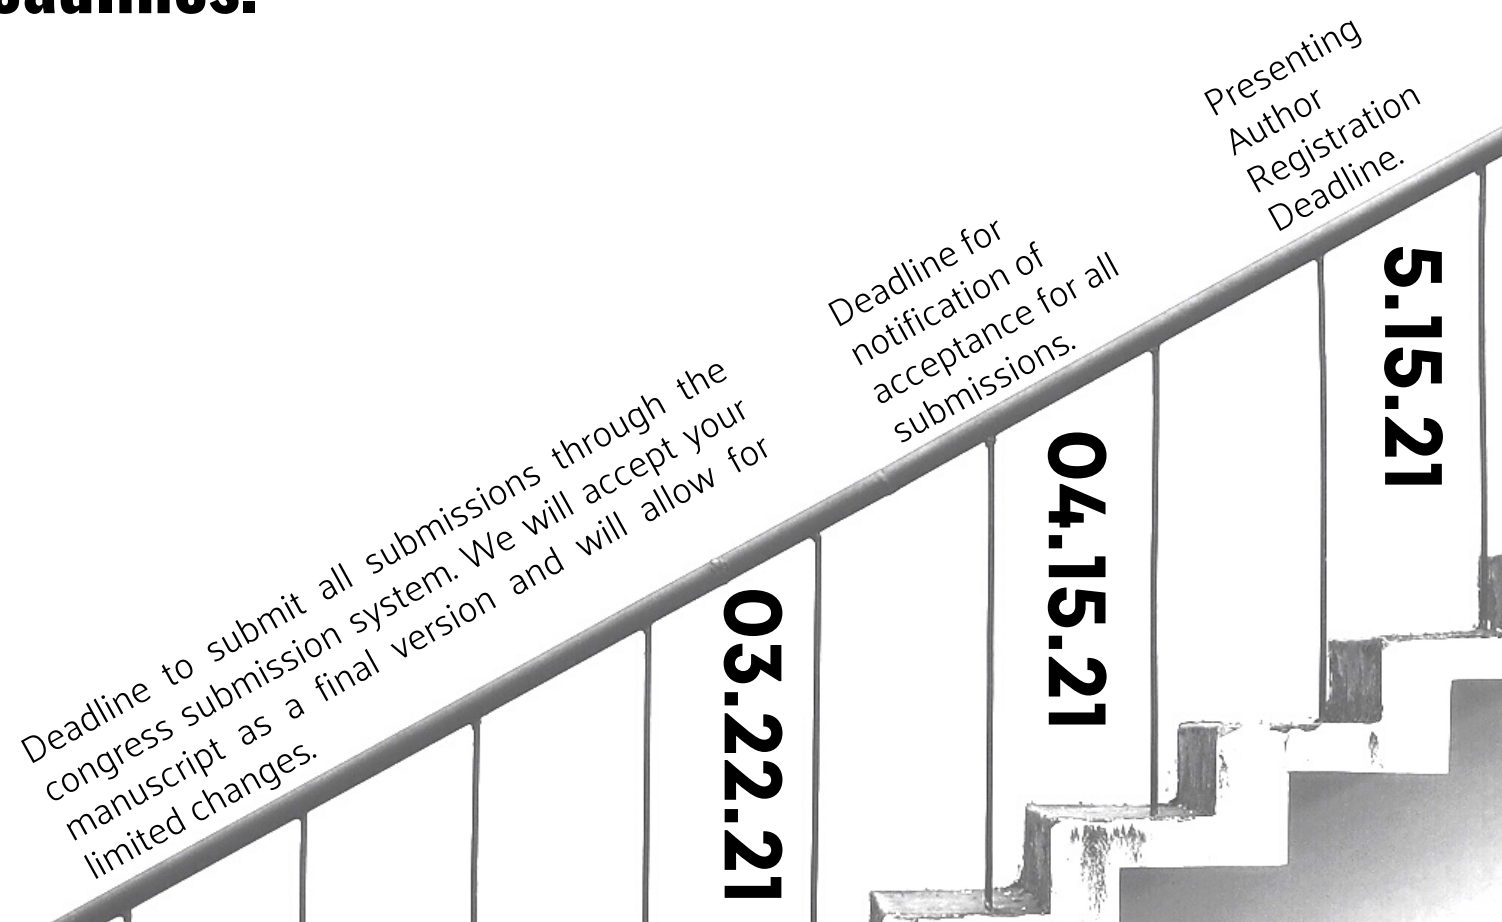 Deadline to submit all submissions through the
congress submission system. We will accept your
manuscript as a final version and will allow for
limited changes.
03.22.21
Deadline for
notification of
acceptance for all
submissions.
04.15.21
Presenting
Author
Registration
Deadline.
5.15.21